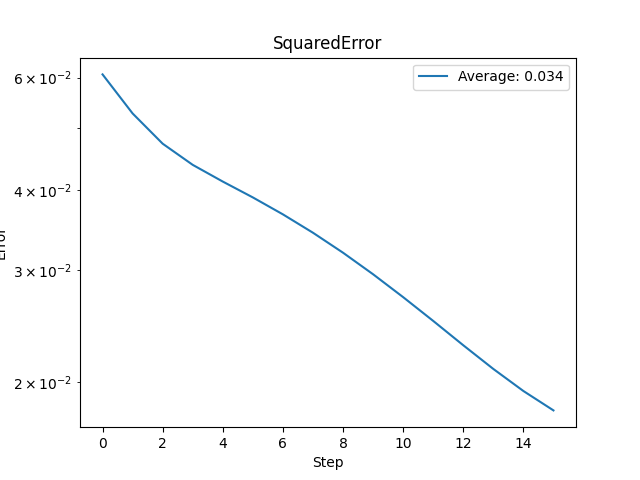 SquaredError
Average: 0.034
6 × 10⁻²
4 × 10⁻²
3 × 10⁻²
2 × 10⁻²
Error
0 2 4 6 8 10 12 14
Step